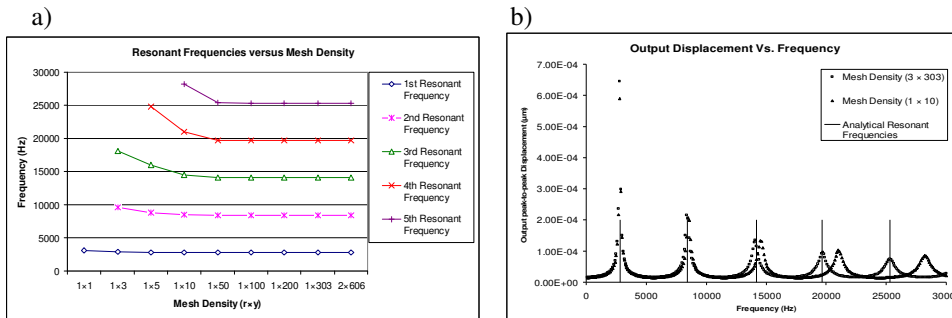 a)
Resonant Frequencies versus Mesh Density
Frequency (Hz)
30000
25000
20000
15000
10000
5000
0
1×1
1×3
1×5
1×10
1×50
1×100
1×200
1×303
2×606
Mesh Density (r×y)
1st Resonant
Frequency
2nd Resonant
Frequency
3rd Resonant
Frequency
4th Resonant
Frequency
5th Resonant
Frequency
b)
Output Displacement Vs. Frequency
Output peak-to-peak Displacement (µm)
7.00E-04
6.00E-04
5.00E-04
4.00E-04
3.00E-04
2.00E-04
1.00E-04
0.00E+00
0
5000
10000
15000
20000
25000
30000
Frequency (Hz)
Mesh Density (3 × 303)
Mesh Density (1 × 10)
Analytical Resonant
Frequencies